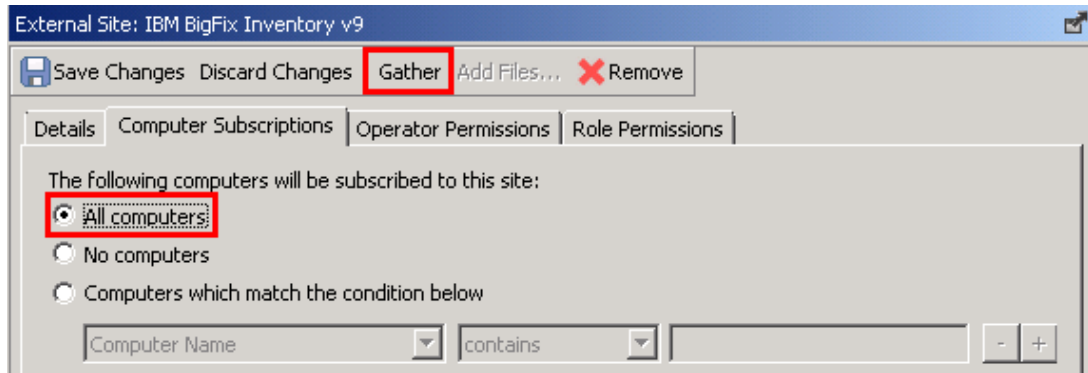 External Site: IBM BigFix Inventory v9
Save Changes Discard Changes Gather Add Files... Remove
Details Computer Subscriptions Operator Permissions Role Permissions
The following computers will be subscribed to this site:
All computers
No computers
Computers which match the condition below
Computer Name contains - +